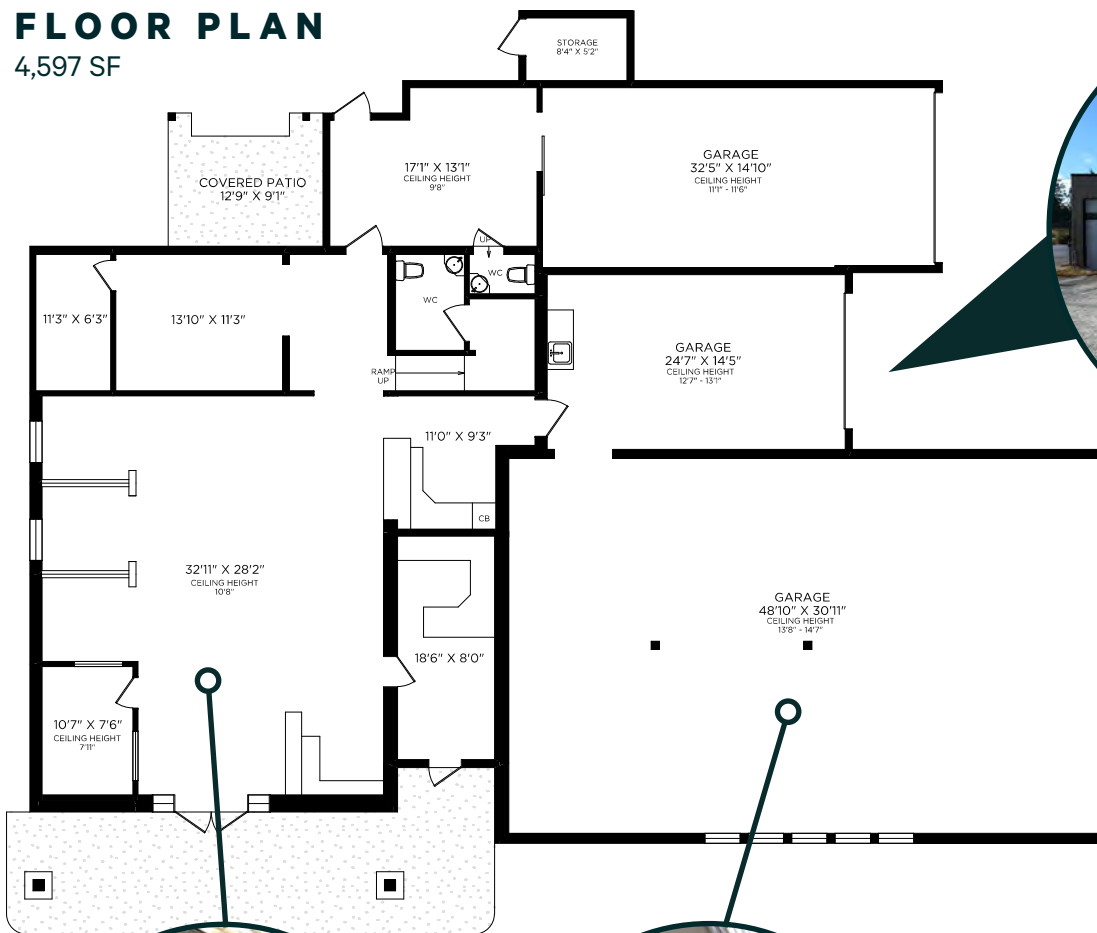 FLOOR PLAN
4,597 SF
STORAGE
8'4" X 5'2"
COVERED PATIO
12'9" X 9'1"
17'1" X 13'1"
CEILING HEIGHT
9'8"
GARAGE
32'5" X 14'10"
CEILING HEIGHT
11'1" - 11'6"
UP
WC
WC
11'3" X 6'3"
13'10" X 11'3"
RAMP
UP
GARAGE
24'7" X 14'5"
CEILING HEIGHT
12'7" - 13'1"
11'0" X 9'3"
CB
32'11" X 28'2"
CEILING HEIGHT
10'8"
GARAGE
48'10" X 30'11"
CEILING HEIGHT
13'8" - 14'7"
18'6" X 8'0"
10'7" X 7'6"
CEILING HEIGHT
7'11"